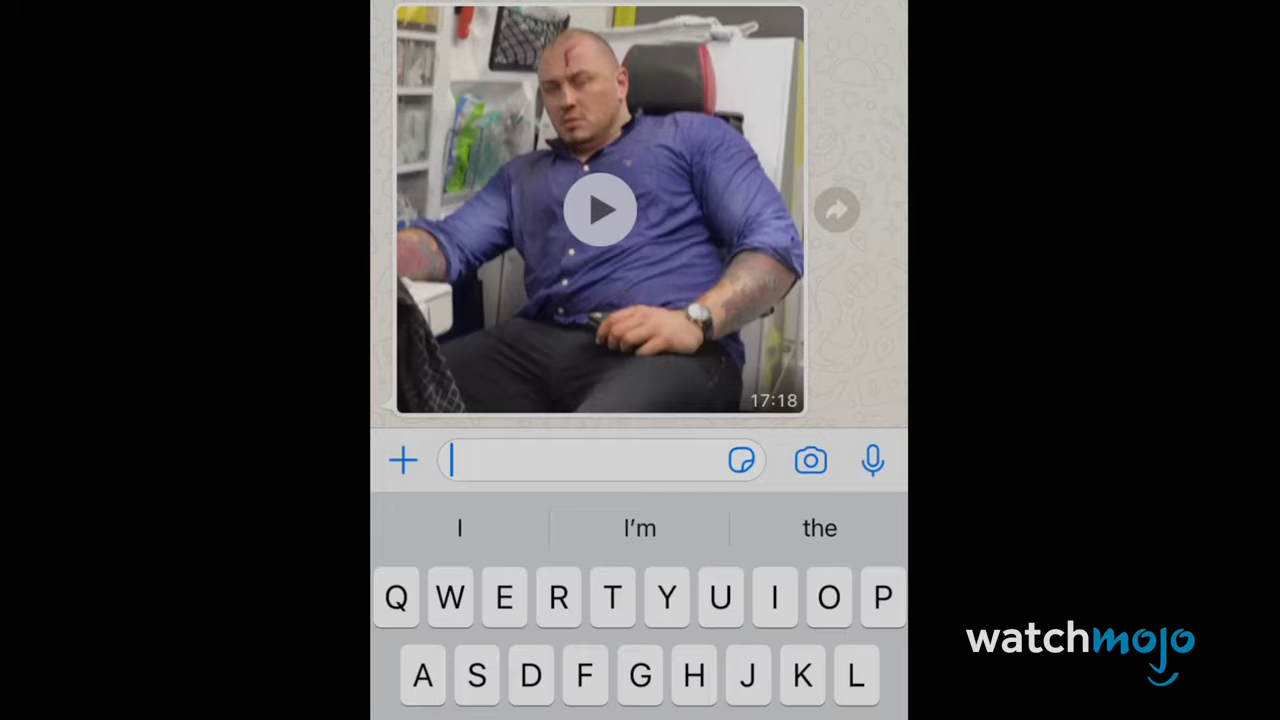 17:18
I I’m the
Q W E R T Y U I O P
A S D F G H J K L
watchmojo